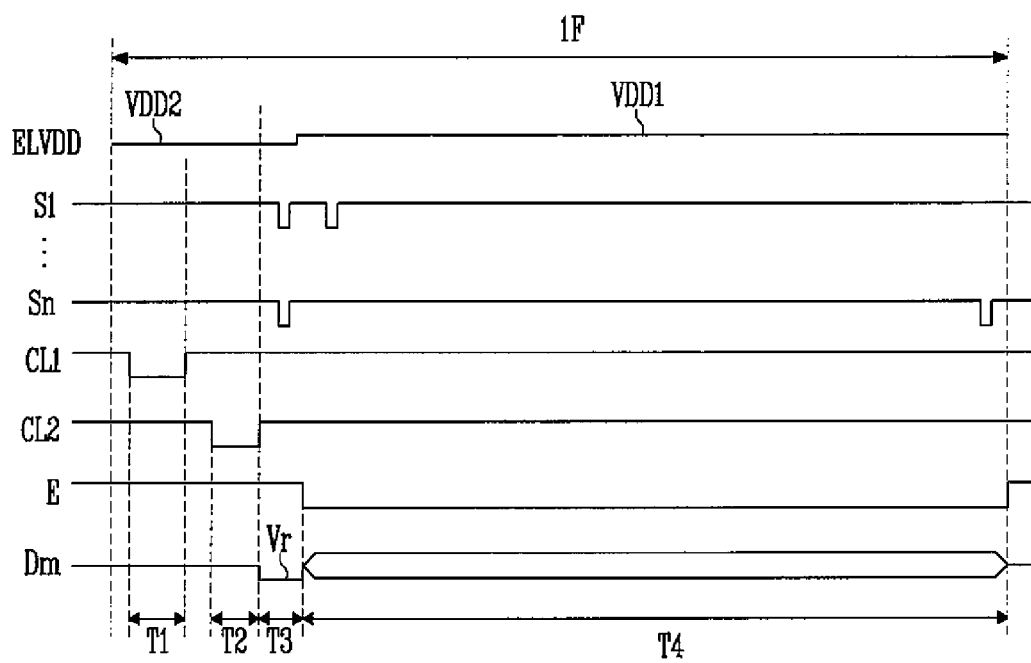 1F
VDD2
VDD1
ELVDD
S1
⋮
Sn
CL1
CL2
E
Vr
Dm
T1 T2 T3 T4